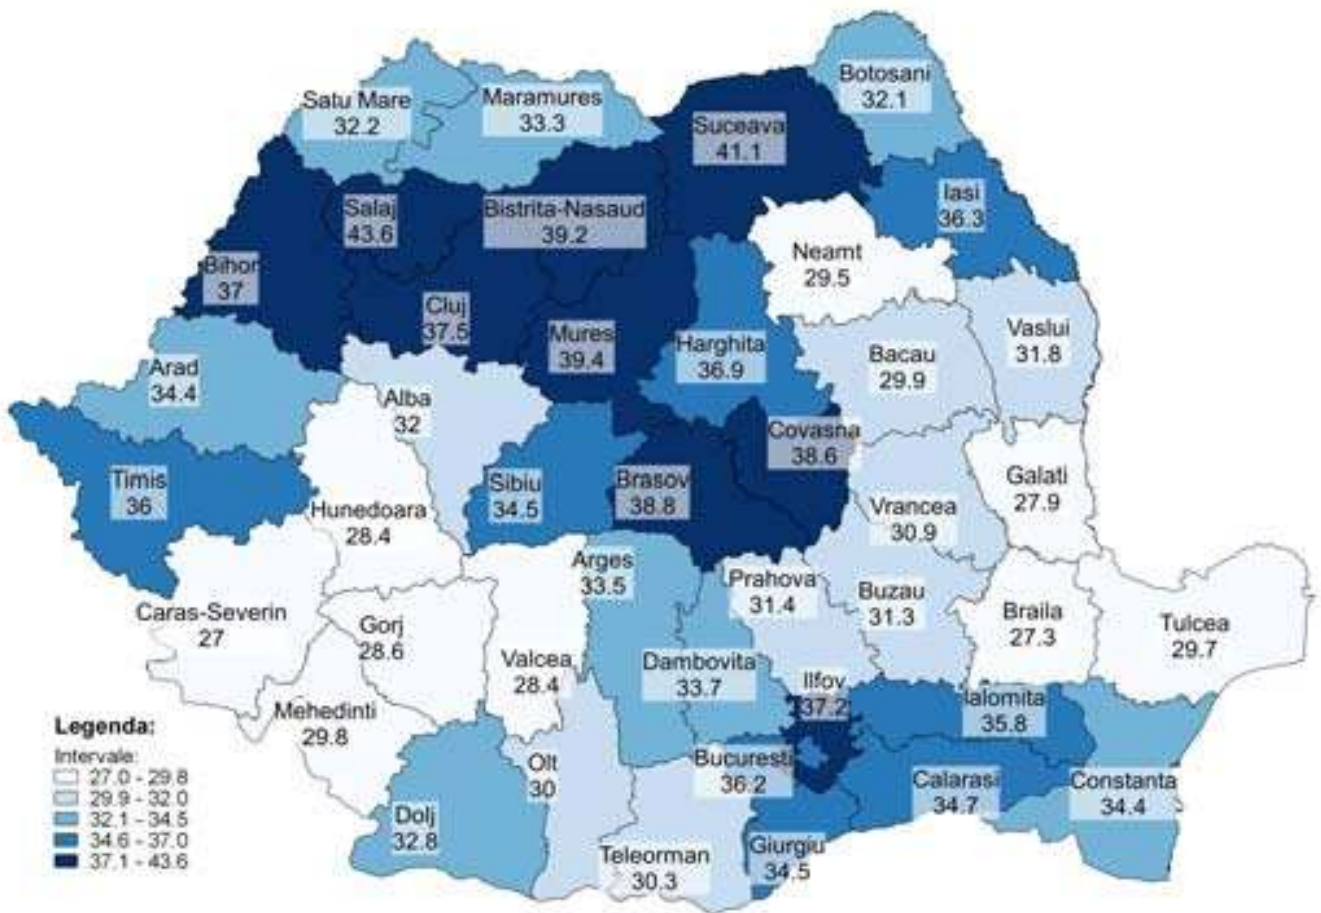 Botosani
32.1
Satu Mare
32.2
Maramures
33.3
Suceava
41.1
Iasi
36.3
Salaj
43.6
Bistrita-Nasaud
39.2
Neamt
29.5
Bihor
37
Cluj
37.5
Mures
39.4
Harghita
36.9
Bacau
29.9
Vaslui
31.8
Arad
34.4
Alba
32
Covasna
38.6
Timis
36
Hunedoara
28.4
Sibiu
34.5
Brasov
38.8
Vrancea
30.9
Galati
27.9
Caras-Severin
27
Gorj
28.6
Valcea
28.4
Arges
33.5
Prahova
31.4
Buzau
31.3
Braila
27.3
Tulcea
29.7
Dambovita
33.7
Ilfov
37.2
Ialomita
35.8
Mehedinti
29.8
Olt
30
Bucuresti
36.2
Calarasi
34.7
Constanta
34.4
Dolj
32.8
Teleorman
30.3
Giurgiu
34.5
Legenda:
Intervale:
27.0 - 29.8
29.9 - 32.0
32.1 - 34.5
34.6 - 37.0
37.1 - 43.6